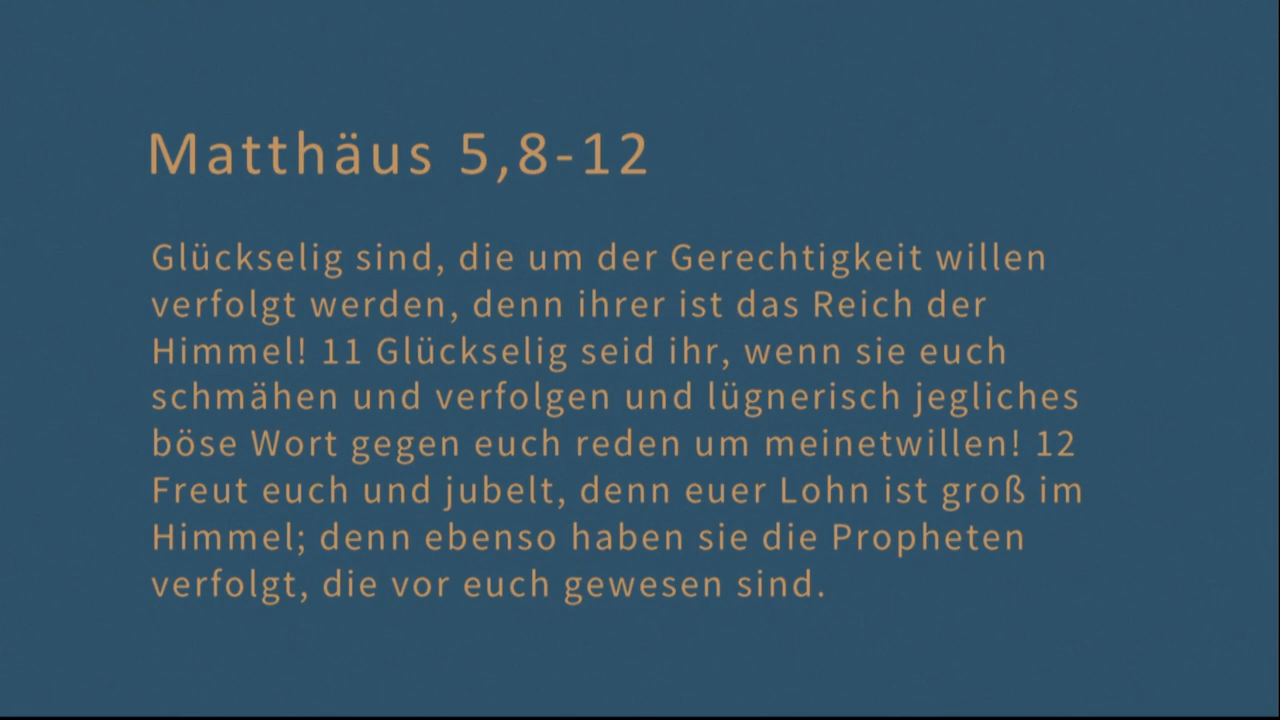 Matthäus 5,8-12
Glückselig sind, die um der Gerechtigkeit willen
verfolgt werden, denn ihrer ist das Reich der
Himmel! 11 Glückselig seid ihr, wenn sie euch
schmähen und verfolgen und lügnerisch jegliches
böse Wort gegen euch reden um meinetwillen! 12
Freut euch und jubelt, denn euer Lohn ist groß im
Himmel; denn ebenso haben sie die Propheten
verfolgt, die vor euch gewesen sind.